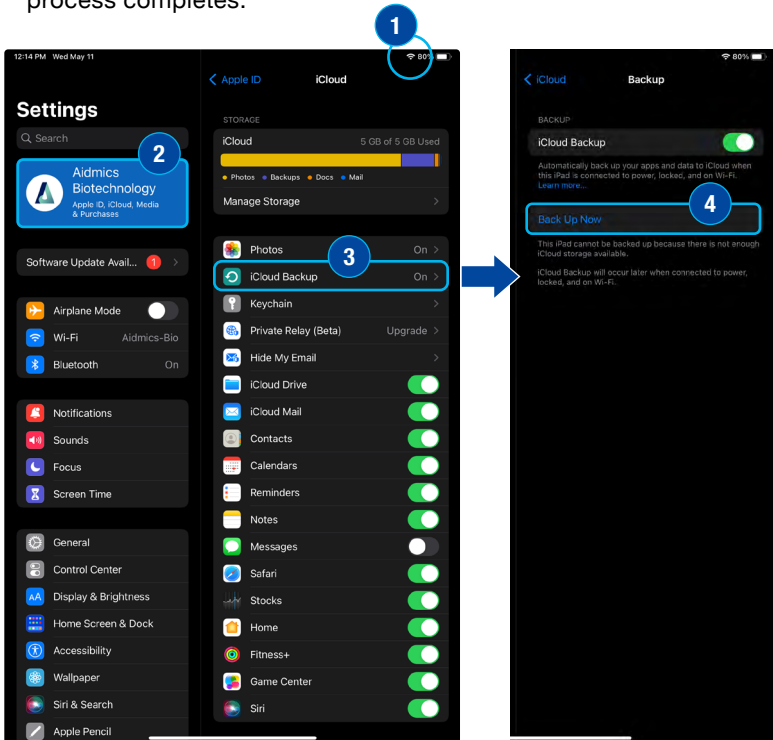 process completes.
1
12:14 PM Wed May 11
80%
Settings
Search
2
Aidmics
Biotechnology
Apple ID, iCloud, Media
& Purchases
Software Update Avail... 1
Airplane Mode
Wi-Fi Aidmics-Bio
Bluetooth On
Notifications
Sounds
Focus
Screen Time
General
Control Center
AA Display & Brightness
Home Screen & Dock
Accessibility
Wallpaper
Siri & Search
Apple Pencil
Apple ID iCloud
STORAGE
iCloud 5 GB of 5 GB Used
Photos Backups Docs Mail
Manage Storage
3
Photos On
iCloud Backup On
Keychain
Private Relay (Beta) Upgrade
Hide My Email
iCloud Drive
iCloud Mail
Contacts
Calendars
Reminders
Notes
Messages
Safari
Stocks
Home
Fitness+
Game Center
Siri
80%
iCloud Backup
BACKUP
iCloud Backup
Automatically back up your apps and data to iCloud when
this iPad is connected to power, locked, and on Wi-Fi.
Learn more...
4
Back Up Now
This iPad cannot be backed up because there is not enough
iCloud storage available.
iCloud Backup will occur later when connected to power,
locked, and on Wi-Fi.